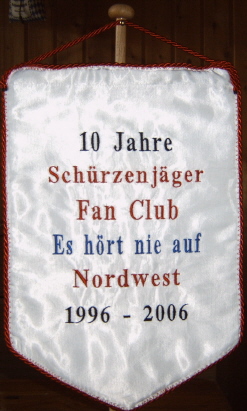 10 Jahre
Schürzenjäger
Fan Club
Es hört nie auf
Nordwest
1996 - 2006